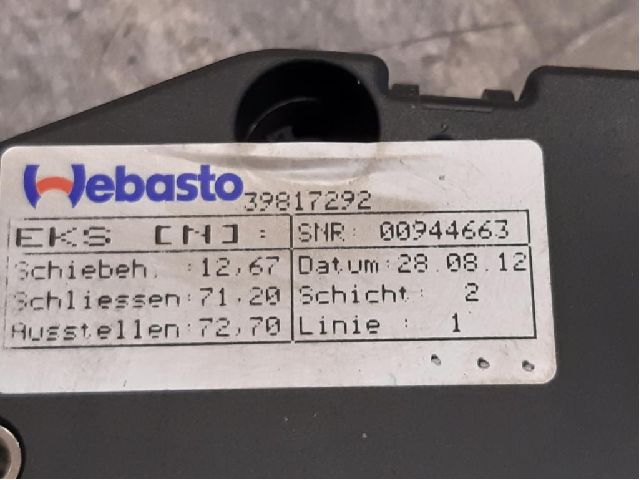 Webasto 39817292
EKS [N] : SNR: 00944663
Schiebeh. :12,67 Datum:28.08.12
Schliessen:71,20 Schicht: 2
Ausstellen:72,70 Linie : 1